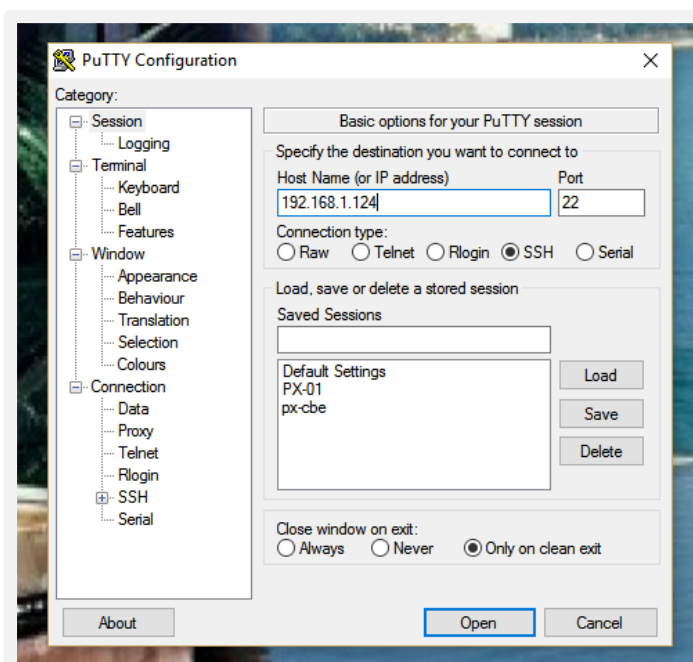 PuTTY Configuration
Category:
Session
Logging
Terminal
Keyboard
Bell
Features
Window
Appearance
Behaviour
Translation
Selection
Colours
Connection
Data
Proxy
Telnet
Rlogin
SSH
Serial
Basic options for your PuTTY session
Specify the destination you want to connect to
Host Name (or IP address) Port
192.168.1.124 22
Connection type:
Raw Telnet Rlogin SSH Serial
Load, save or delete a stored session
Saved Sessions
Default Settings
PX-01
px-cbe
Load
Save
Delete
Close window on exit:
Always Never Only on clean exit
About Open Cancel